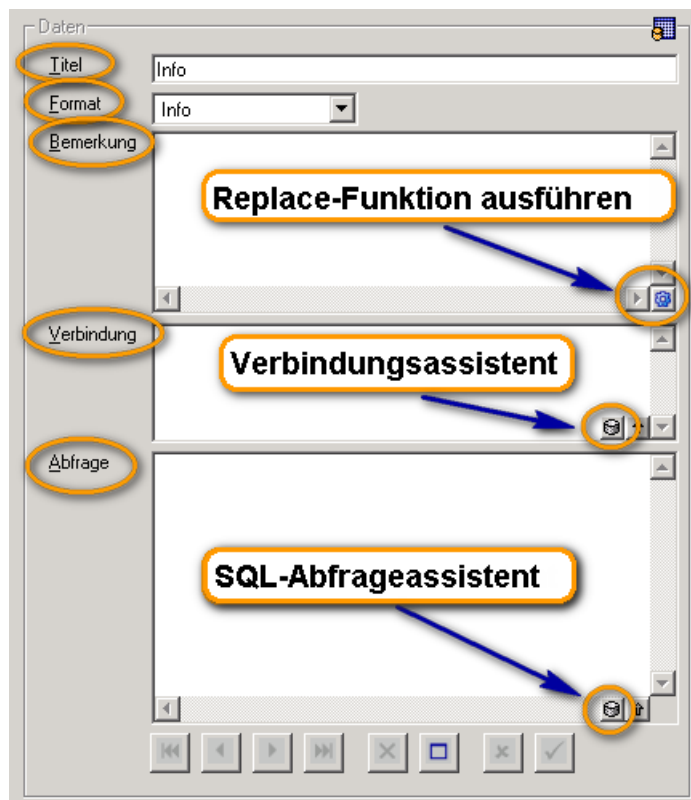 Daten
Titel
Info
Format
Info
Bemerkung
Replace-Funktion ausführen
Verbindung
Verbindungsassistent
Abfrage
SQL-Abfrageassistent